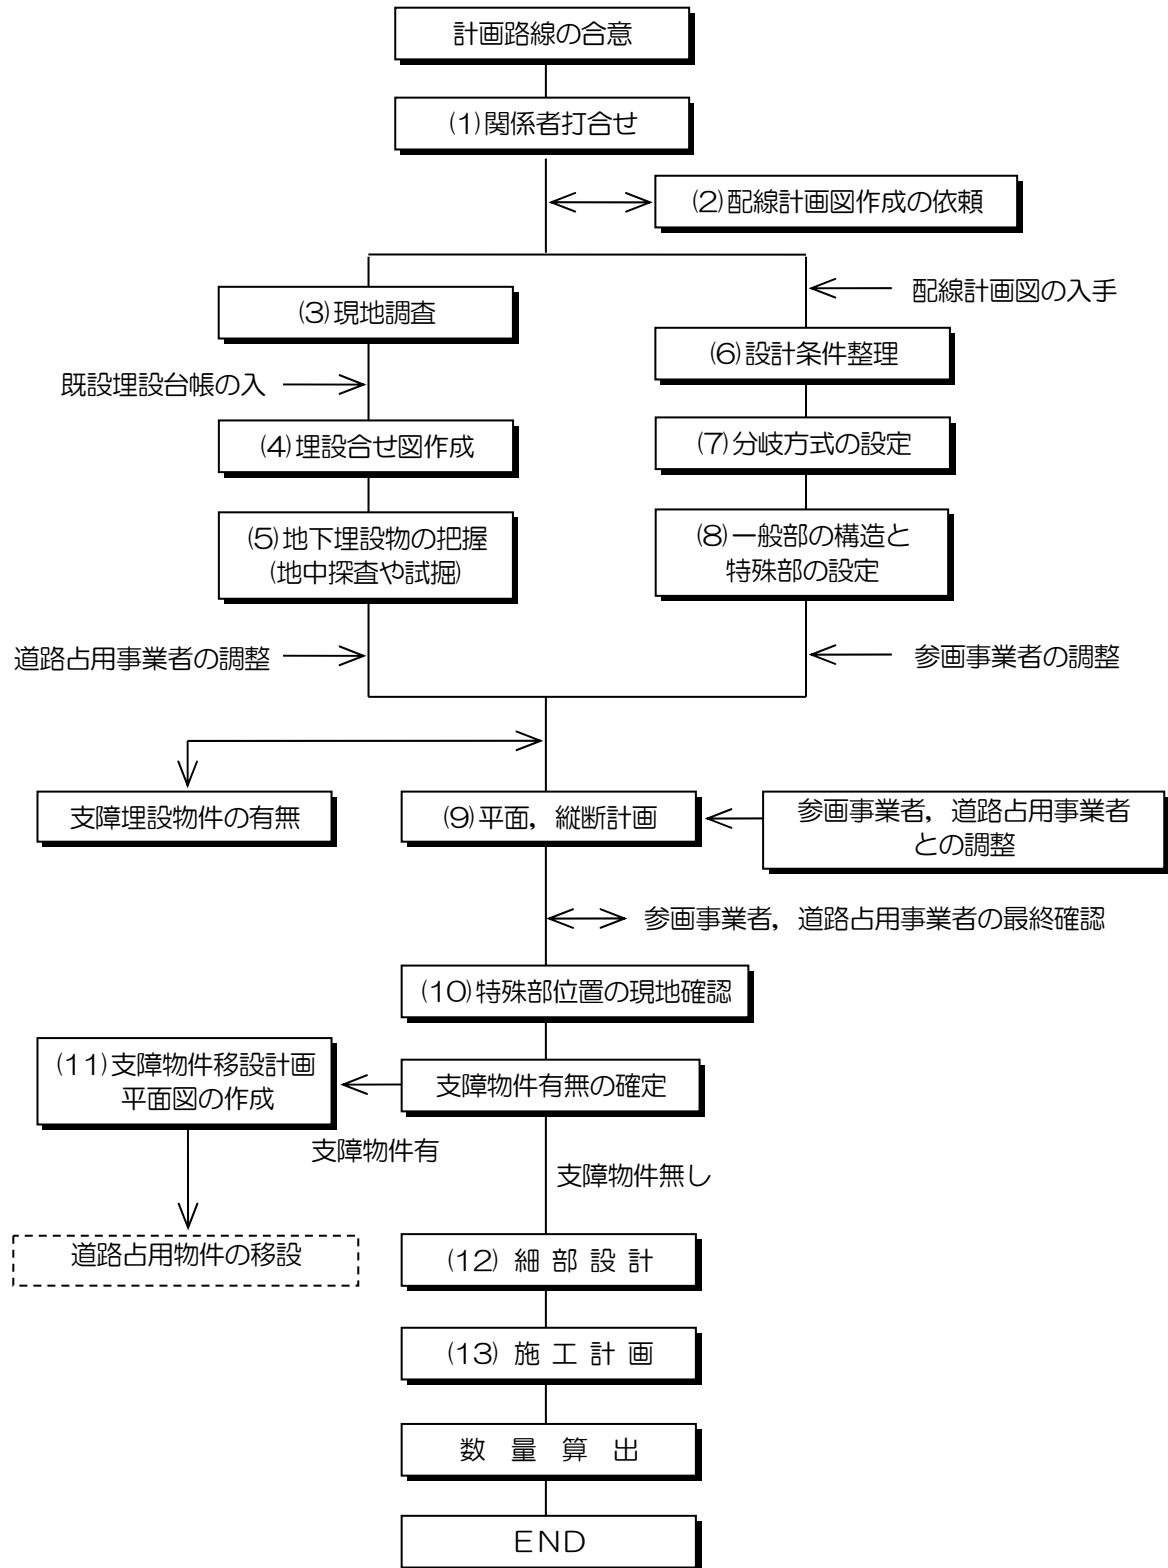 計画路線の合意
(1)関係者打合せ
(2)配線計画図作成の依頼
(3)現地調査
配線計画図の入手
(6)設計条件整理
既設埋設台帳の入
(4)埋設合せ図作成
(7)分岐方式の設定
(5)地下埋設物の把握
(地中探査や試掘)
(8)一般部の構造と
特殊部の設定
道路占用事業者の調整
参画事業者の調整
支障埋設物件の有無
(9)平面，縦断計画
参画事業者，道路占用事業者
との調整
参画事業者，道路占用事業者の最終確認
(10)特殊部位置の現地確認
(11)支障物件移設計画
平面図の作成
支障物件有無の確定
支障物件有
支障物件無し
道路占用物件の移設
(12) 細 部 設 計
(13) 施 工 計 画
数 量 算 出
END